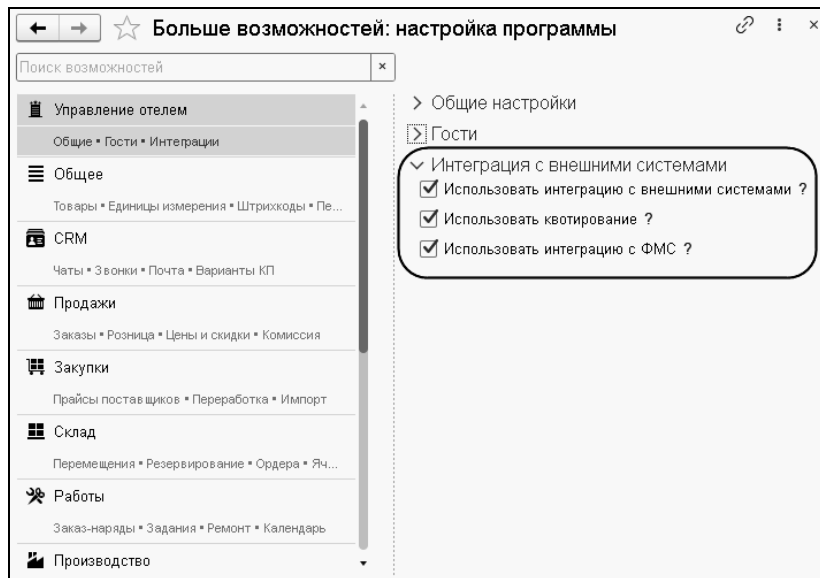 Больше возможностей: настройка программы
Поиск возможностей
Управление отелем
Общие • Гости • Интеграции
Общее
Товары • Единицы измерения • Штрихкоды • Пе...
CRM
Чаты • Звонки • Почта • Варианты КП
Продажи
Заказы • Розница • Цены и скидки • Комиссия
Закупки
Прайсы поставщиков • Переработка • Импорт
Склад
Перемещения • Резервирование • Ордера • Яч...
Работы
Заказ-наряды • Задания • Ремонт • Календарь
Производство
Общие настройки
Гости
Интеграция с внешними системами
Использовать интеграцию с внешними системами ?
Использовать квотирование ?
Использовать интеграцию с ФМС ?